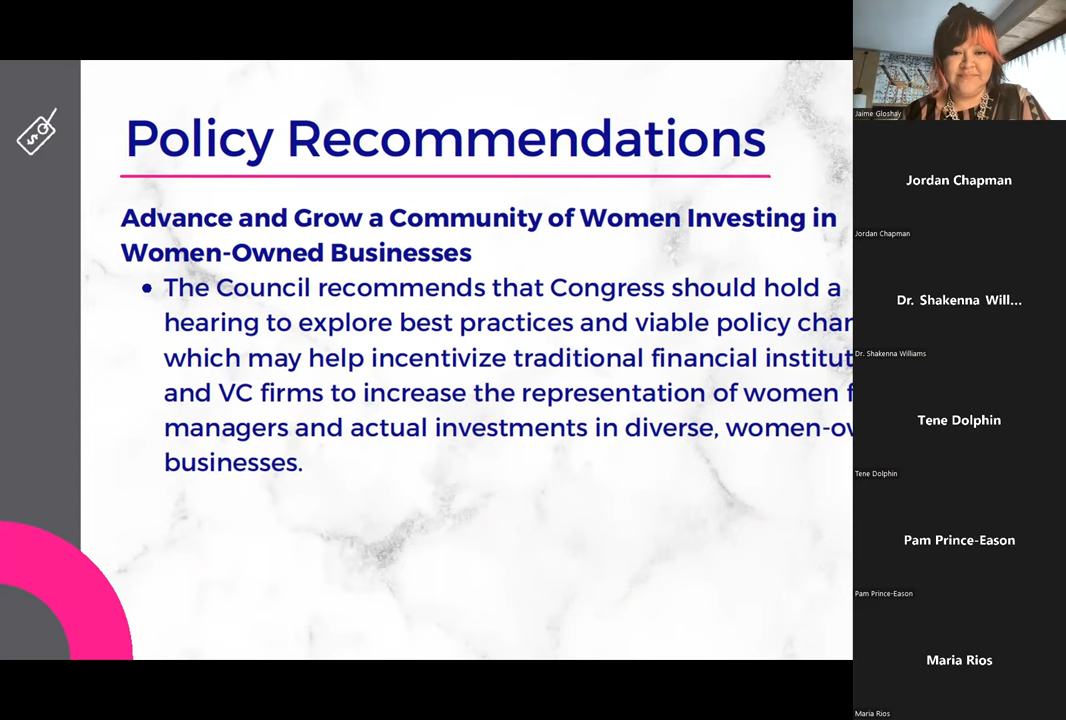 Policy Recommendations
Advance and Grow a Community of Women Investing in
Women-Owned Businesses
• The Council recommends that Congress should hold a
hearing to explore best practices and viable policy
which may help incentivize traditional financial
and VC firms to increase the representation of women
managers and actual investments in diverse,
businesses.
Jaime Gloshay
Jordan Chapman
Jordan Chapman
Dr. Shakenna Will...
Dr. Shakenna Williams
Tene Dolphin
Tene Dolphin
Pam Prince-Eason
Pam Prince-Eason
Maria Rios
Maria Rios